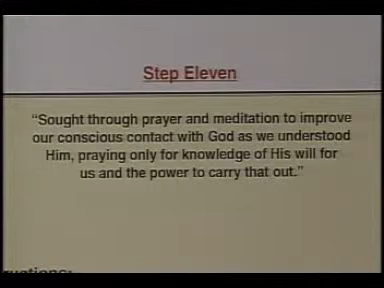 Step Eleven
“Sought through prayer and meditation to improve
our conscious contact with God as we understood
Him, praying only for knowledge of His will for
us and the power to carry that out.”